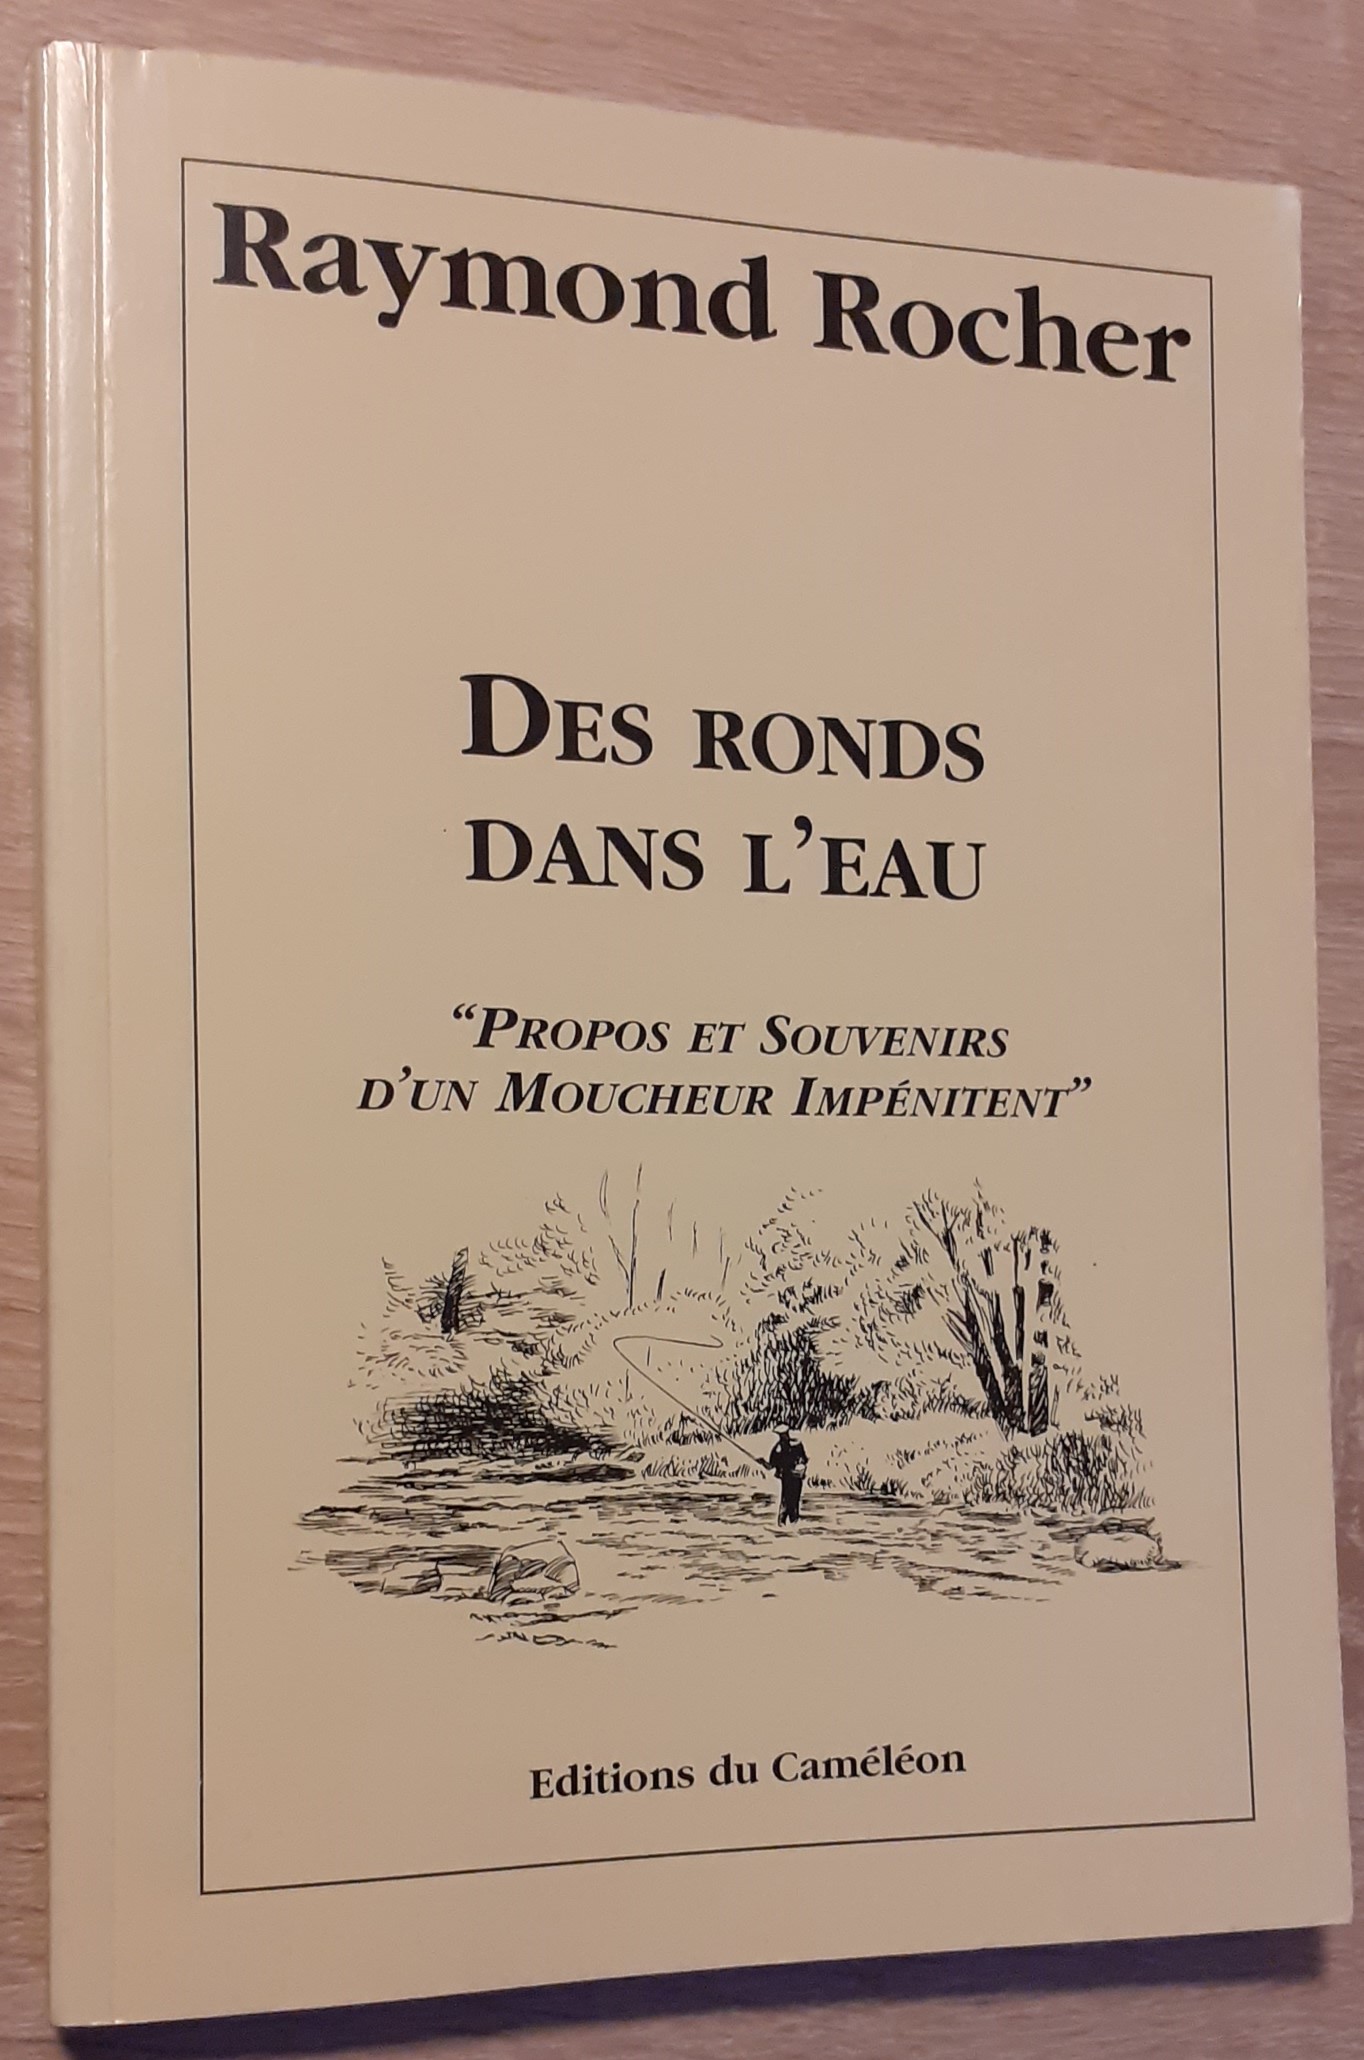 Raymond Rocher
DES RONDS
DANS L’EAU
“PROPOS ET SOUVENIRS
D’UN MOUCHEUR IMPÉNITENT”
Editions du Caméléon